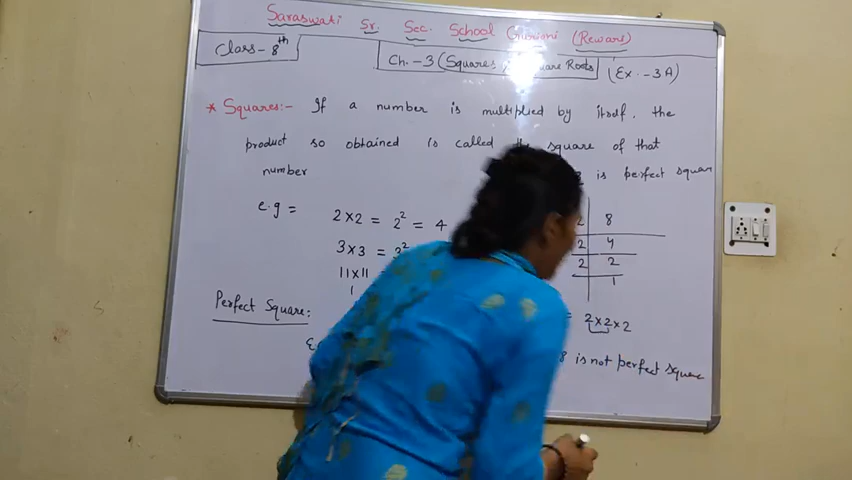 Saraswati Sr. Sec. School Gurioni (Rewari)
Class - 8th
Ch. - 3 (Squares, Square Roots (Ex. - 3A)
* Squares:- If a number is multiplied by itself, the
product so obtained is called the square of that
number
is perfect square
e.g = 2×2 = 2² = 4
2 | 8
3×3 = 3²
2 | 4
11×11
2 | 2
1
1
Perfect Square:
= 2×2×2
8 is not perfect square